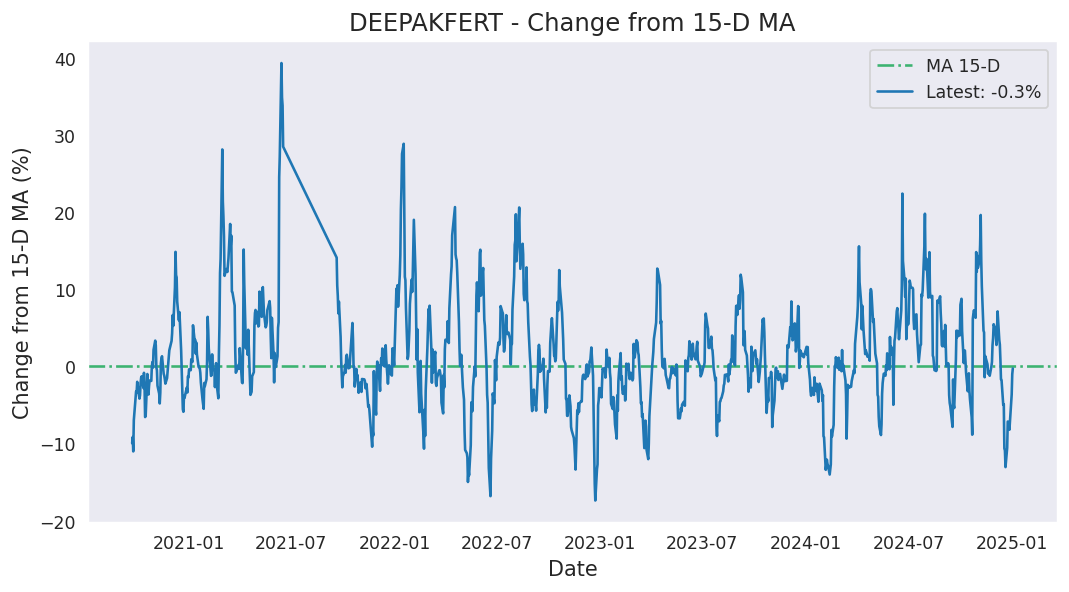 DEEPAKFERT - Change from 15-D MA
Change from 15-D MA (%)
40
30
20
10
0
−10
−20
MA 15-D
Latest: -0.3%
2021-01 2021-07 2022-01 2022-07 2023-01 2023-07 2024-01 2024-07 2025-01
Date